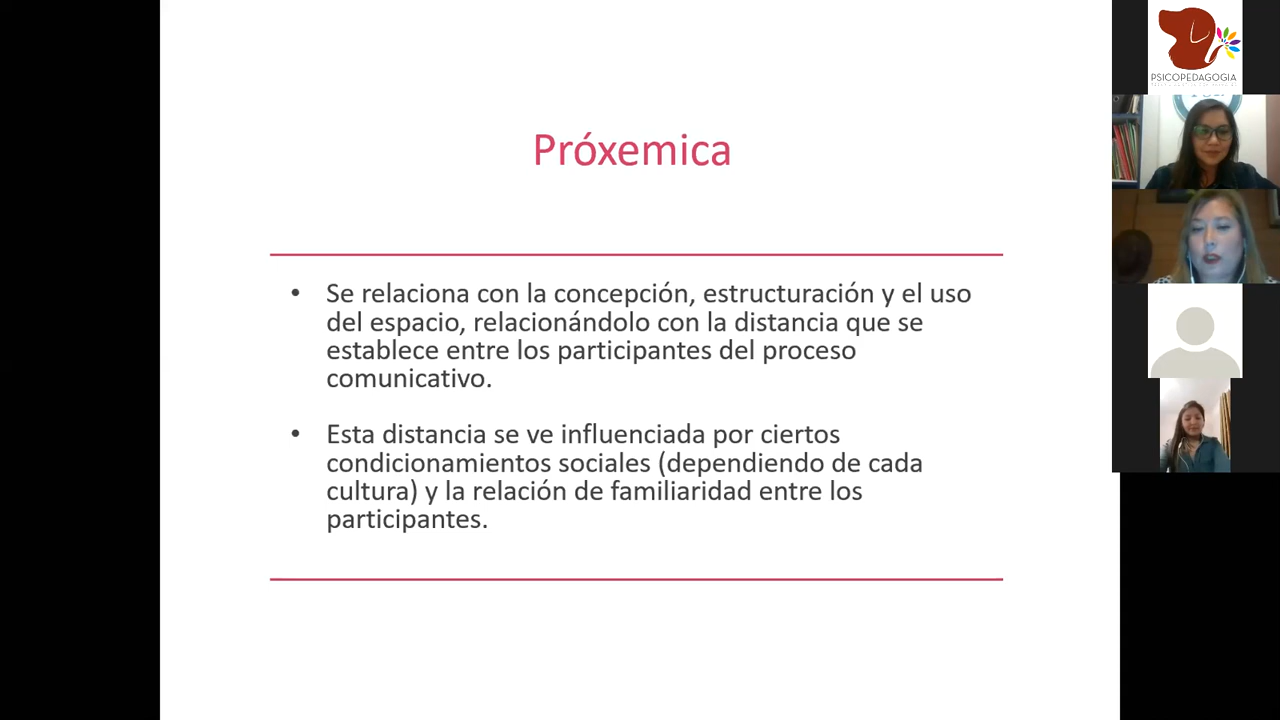 Próxemica
• Se relaciona con la concepción, estructuración y el uso
del espacio, relacionándolo con la distancia que se
establece entre los participantes del proceso
comunicativo.
• Esta distancia se ve influenciada por ciertos
condicionamientos sociales (dependiendo de cada
cultura) y la relación de familiaridad entre los
participantes.
PSICOPEDAGOGIA